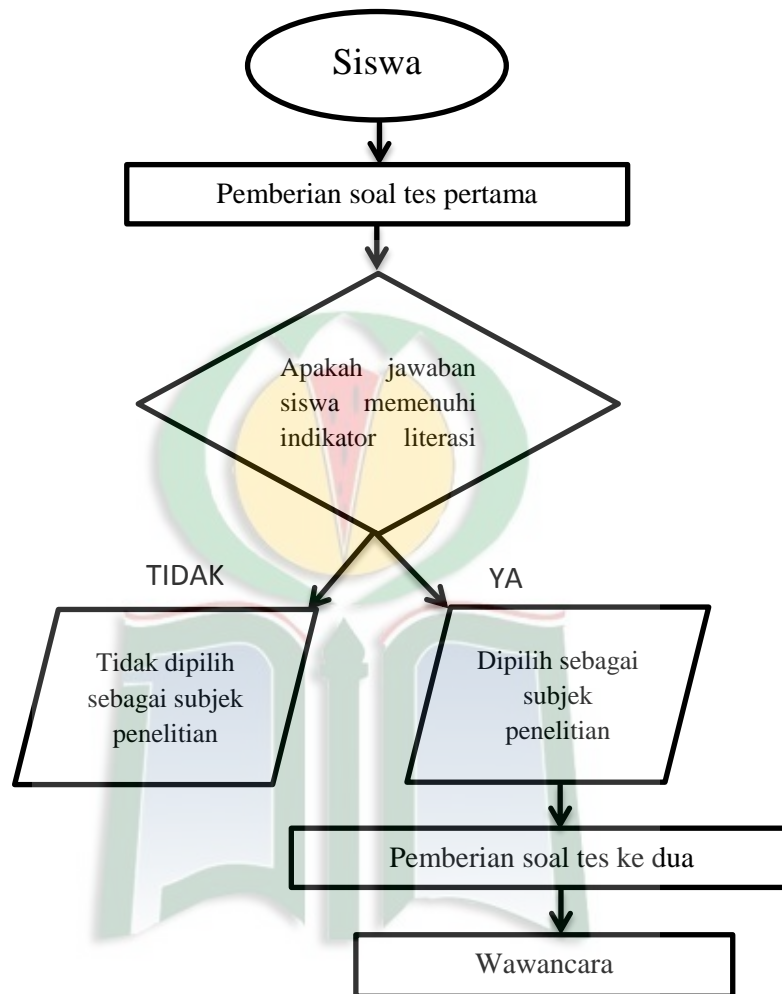 Siswa
Pemberian soal tes pertama
Apakah jawaban
siswa memenuhi
indikator literasi
TIDAK
YA
Tidak dipilih
sebagai subjek
penelitian
Dipilih sebagai
subjek
penelitian
Pemberian soal tes ke dua
Wawancara